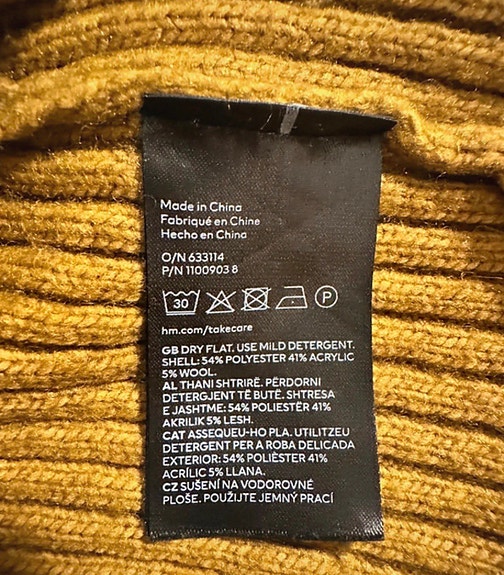 Made in China
Fabriqué en Chine
Hecho en China
O/N 633114
P/N 1100903 8
30 P
hm.com/takecare
GB DRY FLAT. USE MILD DETERGENT.
SHELL: 54% POLYESTER 41% ACRYLIC
5% WOOL.
AL THANI SHTRIRË. PËRDORNI
DETERGJENT TË BUTË. SHTRESA
E JASHTME: 54% POLIESTËR 41%
AKRILIK 5% LESH.
CAT ASSEQUEU-HO PLA. UTILITZEU
DETERGENT PER A ROBA DELICADA
EXTERIOR: 54% POLIÈSTER 41%
ACRÍLIC 5% LLANA.
CZ SUŠENÍ NA VODOROVNÉ
PLOŠE. POUŽIJTE JEMNÝ PRACÍ